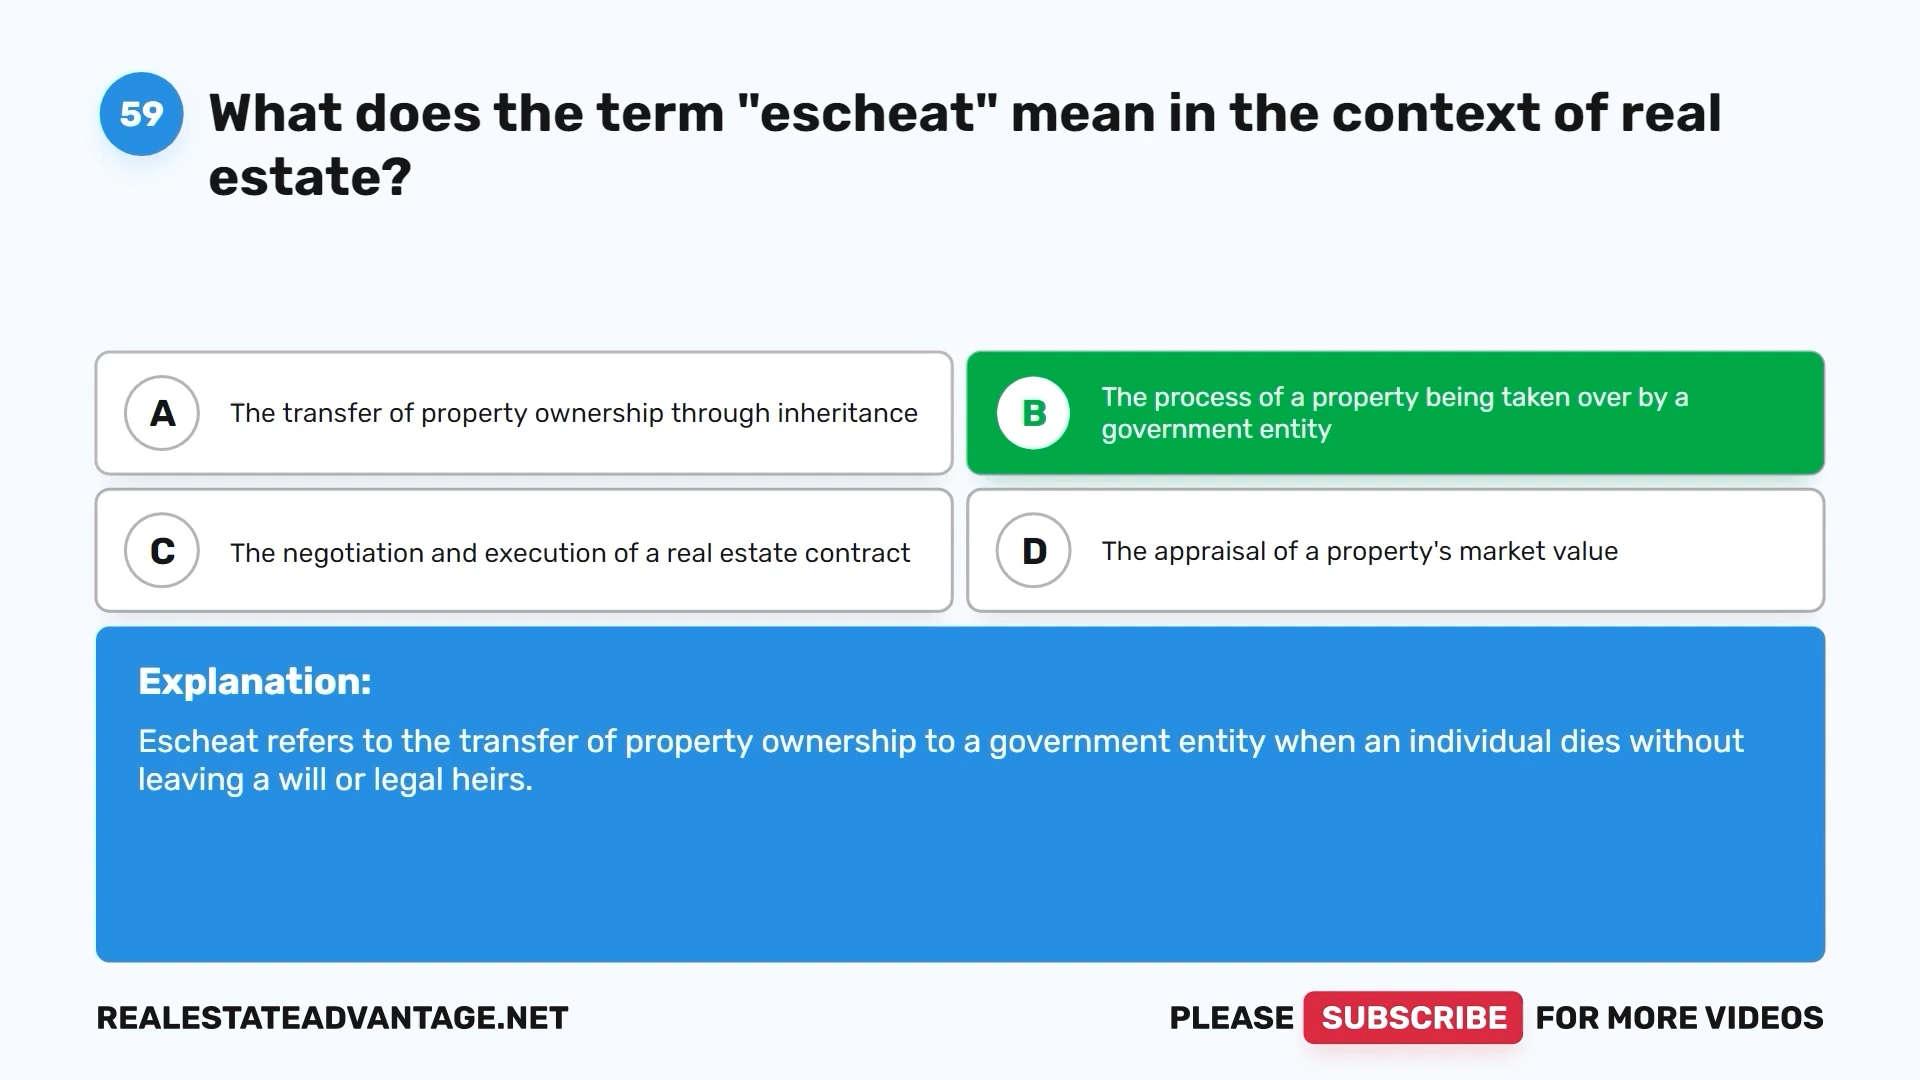 59
What does the term "escheat" mean in the context of real
estate?
A
The transfer of property ownership through inheritance
B
The process of a property being taken over by a
government entity
C
The negotiation and execution of a real estate contract
D
The appraisal of a property's market value
Explanation:
Escheat refers to the transfer of property ownership to a government entity when an individual dies without
leaving a will or legal heirs.
REALESTATEADVANTAGE.NET
PLEASE SUBSCRIBE FOR MORE VIDEOS